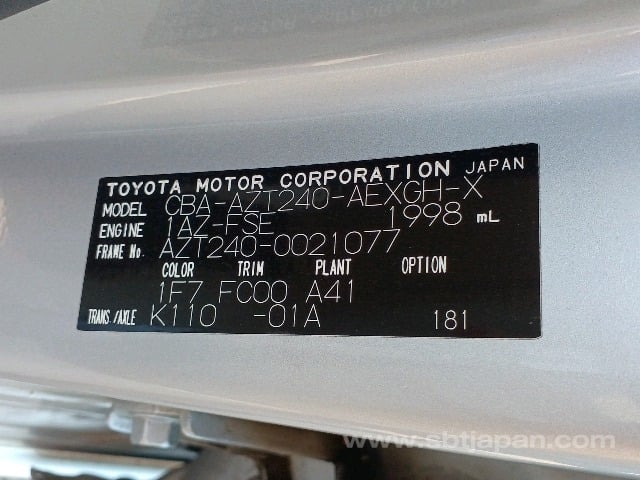 TOYOTA MOTOR CORPORATION JAPAN
MODEL CBA-AZT240-AEXGH-X
ENGINE 1AZ-FSE 1998 mL
FRAME No. AZT240-0021077
COLOR TRIM PLANT OPTION
1F7 FC00 A41
TRANS/AXLE K110 -01A 181
www.sbtjapan.com